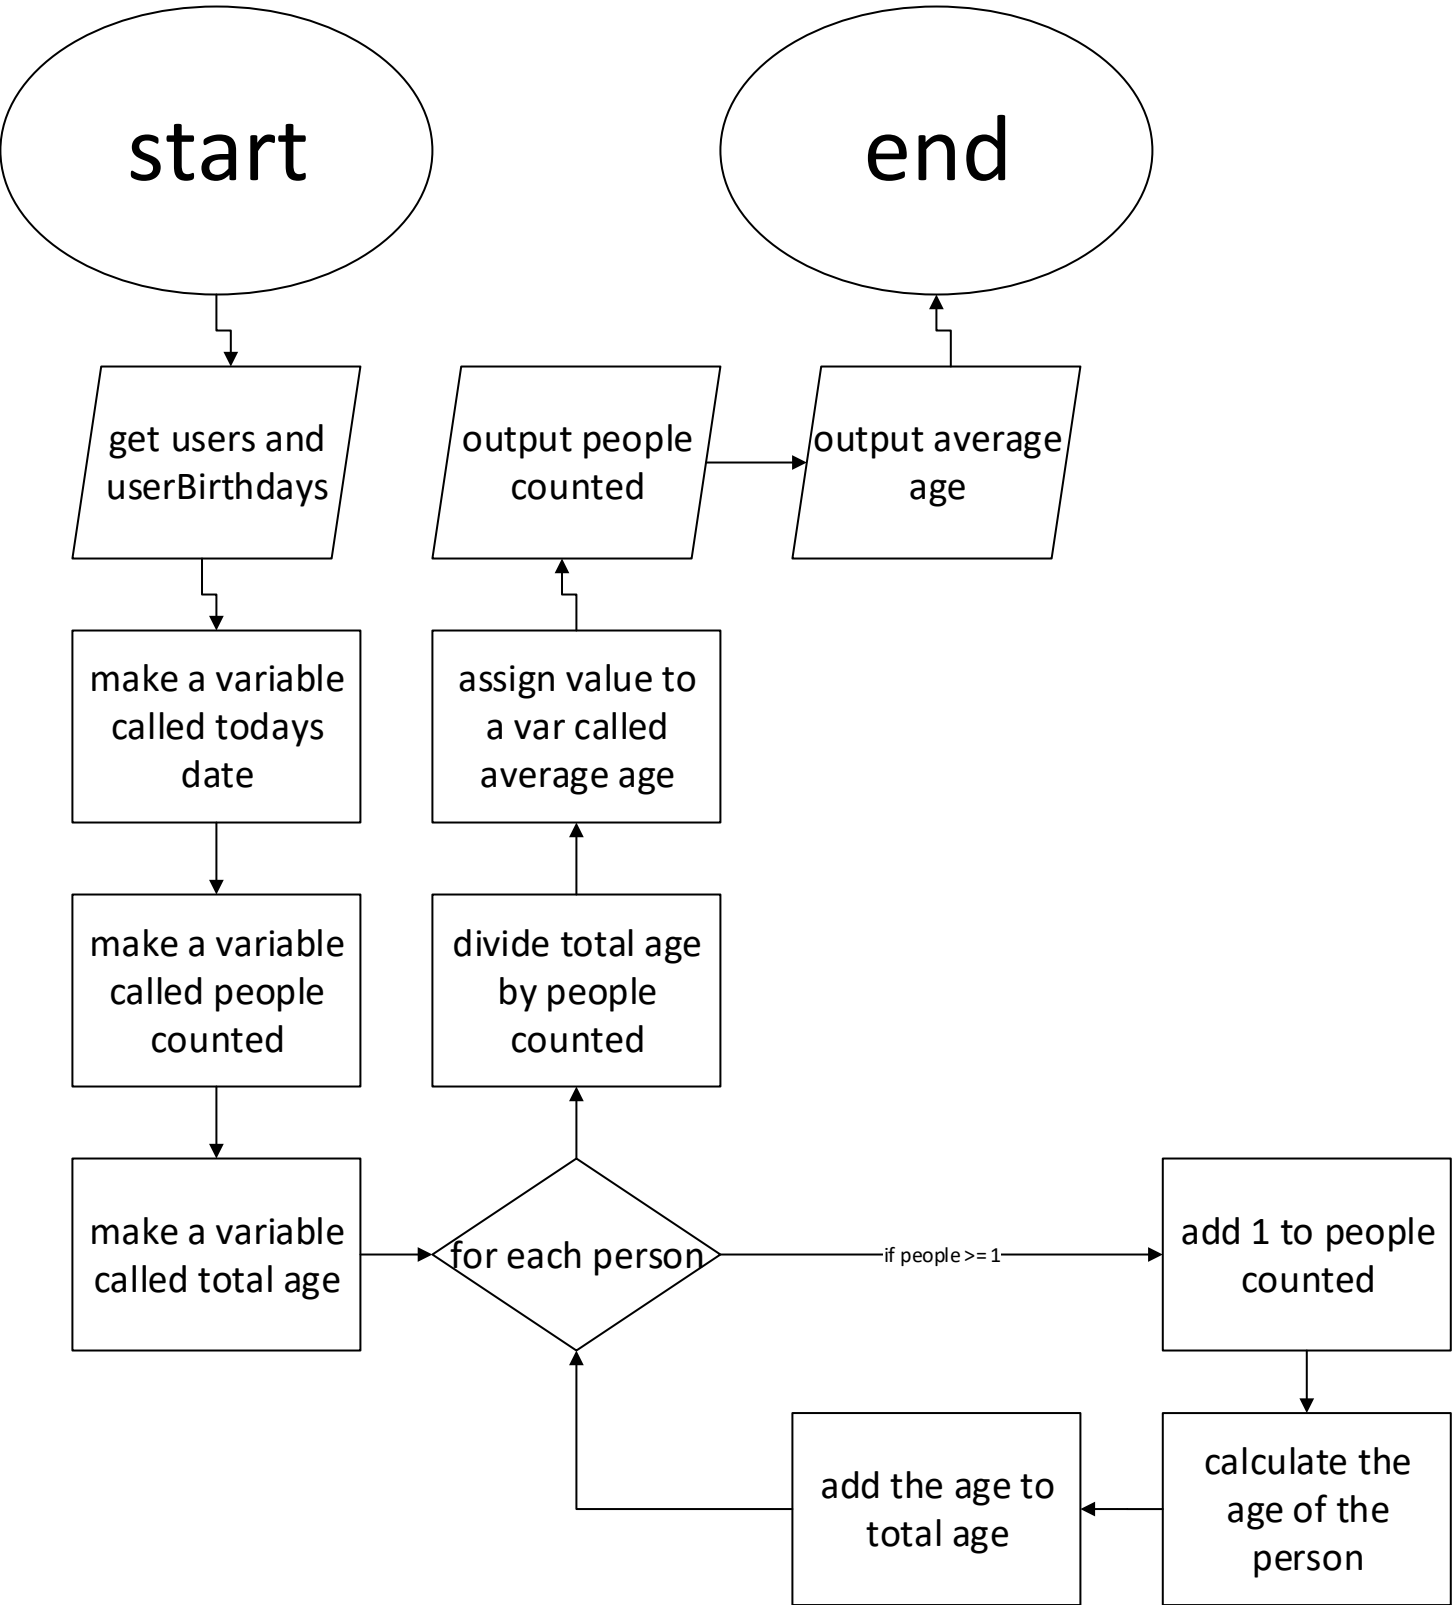 start
get users and
userBirthdays
make a variable
called todays
date
make a variable
called people
counted
make a variable
called total age
for each person
if people >= 1
add 1 to people
counted
calculate the
age of the
person
add the age to
total age
divide total age
by people
counted
assign value to
a var called
average age
output people
counted
output average
age
end